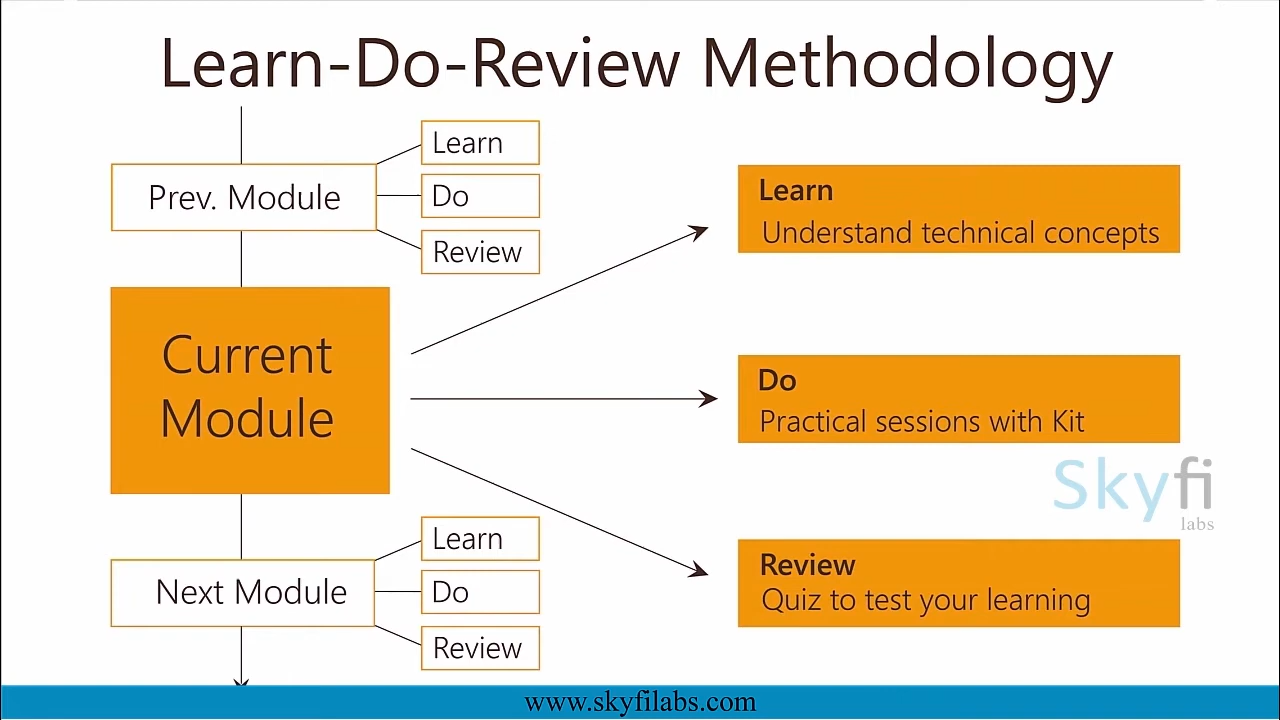 Learn-Do-Review Methodology
Learn
Prev. Module
Do
Review
Current
Module
Learn
Next Module
Do
Review
Learn
Understand technical concepts
Do
Practical sessions with Kit
Skyfi
labs
Review
Quiz to test your learning
www.skyfilabs.com